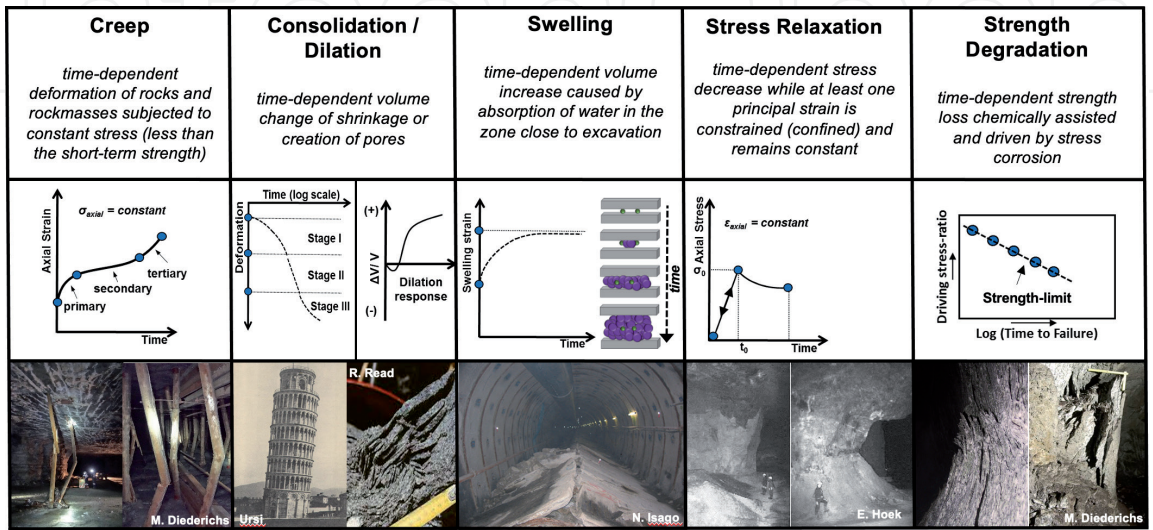 Creep
time-dependent
deformation of rocks and
rockmasses subjected to
constant stress (less than
the short-term strength)
Consolidation /
Dilation
time-dependent volume
change of shrinkage or
creation of pores
Swelling
time-dependent volume
increase caused by
absorption of water in the
zone close to excavation
Stress Relaxation
time-dependent stress
decrease while at least one
principal strain is
constrained (confined) and
remains constant
Strength
Degradation
time-dependent strength
loss chemically assisted
and driven by stress
corrosion
σaxial = constant
Axial Strain
primary
secondary
tertiary
Time
Time (log scale)
Deformation
Stage I
Stage II
Stage III
(+)
ΔV/ V
(-)
Dilation
response
Swelling strain
Time
time
Axial Stress
σ0
εaxial = constant
t0
Time
Driving stress-ratio
Strength-limit
Log (Time to Failure)
M. Diederichs
Ursi
R. Read
N. Isago
E. Hoek
M. Diederichs